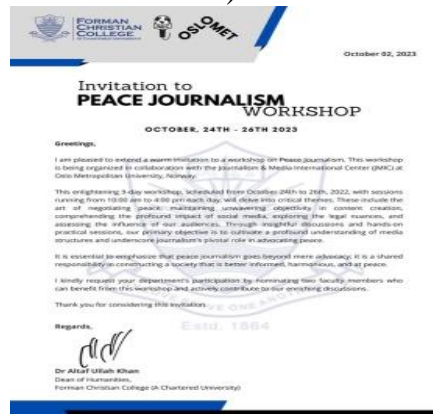 FORMAN
CHRISTIAN
COLLEGE
OSLOMET
October 02, 2023
Invitation to
PEACE JOURNALISM
WORKSHOP
OCTOBER, 24TH - 26TH 2023
Greetings,
I am pleased to extend a warm invitation to a workshop on Peace Journalism. This workshop
is being organized in collaboration with the Journalism & Media International Center (JMIC) at
Oslo Metropolitan University, Norway.
This enlightening 3-day workshop, scheduled from October 24th to 26th, 2022, with sessions
running from 10:00 am to 4:00 pm each day, will delve into critical themes. These include the
art of negotiating peace, maintaining unwavering objectivity in content creation,
comprehending the profound impact of social media, exploring the legal nuances, and
assessing the influence of our audiences. Through insightful discussions and hands-on
practical sessions, our primary objective is to cultivate a profound understanding of media
structures and underscore journalism's pivotal role in advocating peace.
It is essential to emphasize that peace journalism goes beyond mere advocacy; it is a shared
responsibility in constructing a society that is better informed, harmonious, and at peace.
I kindly request your department's participation by nominating two faculty members who
can benefit from this workshop and actively contribute to our enriching discussions.
Thank you for considering this invitation.
Regards,
Estd. 1864
Dr Altaf Ullah Khan
Dean of Humanities,
Forman Christian College (A Chartered University)